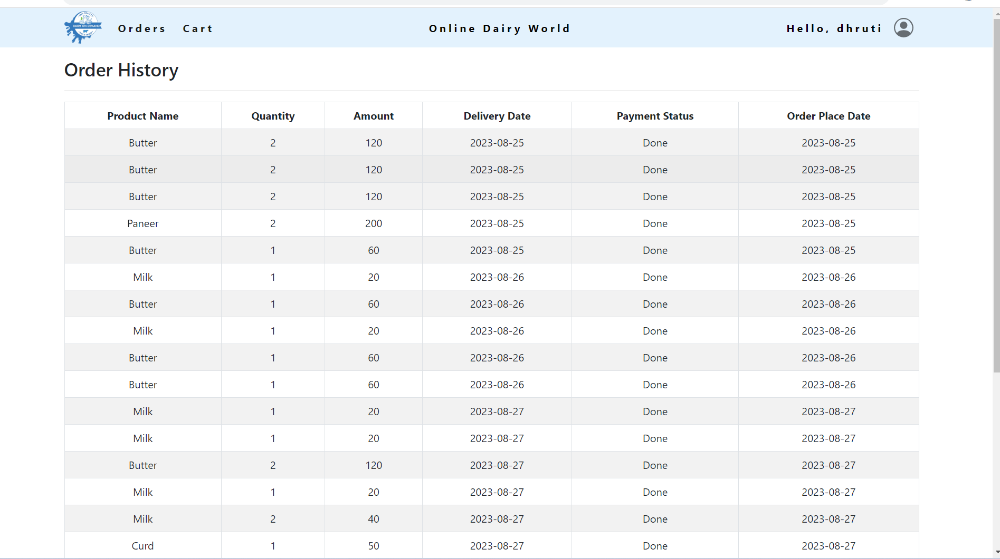 DAIRY ON DEMAND
Orders Cart Online Dairy World Hello, dhruti
Order History
Product Name Quantity Amount Delivery Date Payment Status Order Place Date
Butter 2 120 2023-08-25 Done 2023-08-25
Butter 2 120 2023-08-25 Done 2023-08-25
Butter 2 120 2023-08-25 Done 2023-08-25
Paneer 2 200 2023-08-25 Done 2023-08-25
Butter 1 60 2023-08-25 Done 2023-08-25
Milk 1 20 2023-08-26 Done 2023-08-26
Butter 1 60 2023-08-26 Done 2023-08-26
Milk 1 20 2023-08-26 Done 2023-08-26
Butter 1 60 2023-08-26 Done 2023-08-26
Butter 1 60 2023-08-26 Done 2023-08-26
Milk 1 20 2023-08-27 Done 2023-08-27
Milk 1 20 2023-08-27 Done 2023-08-27
Butter 2 120 2023-08-27 Done 2023-08-27
Milk 1 20 2023-08-27 Done 2023-08-27
Milk 2 40 2023-08-27 Done 2023-08-27
Curd 1 50 2023-08-27 Done 2023-08-27